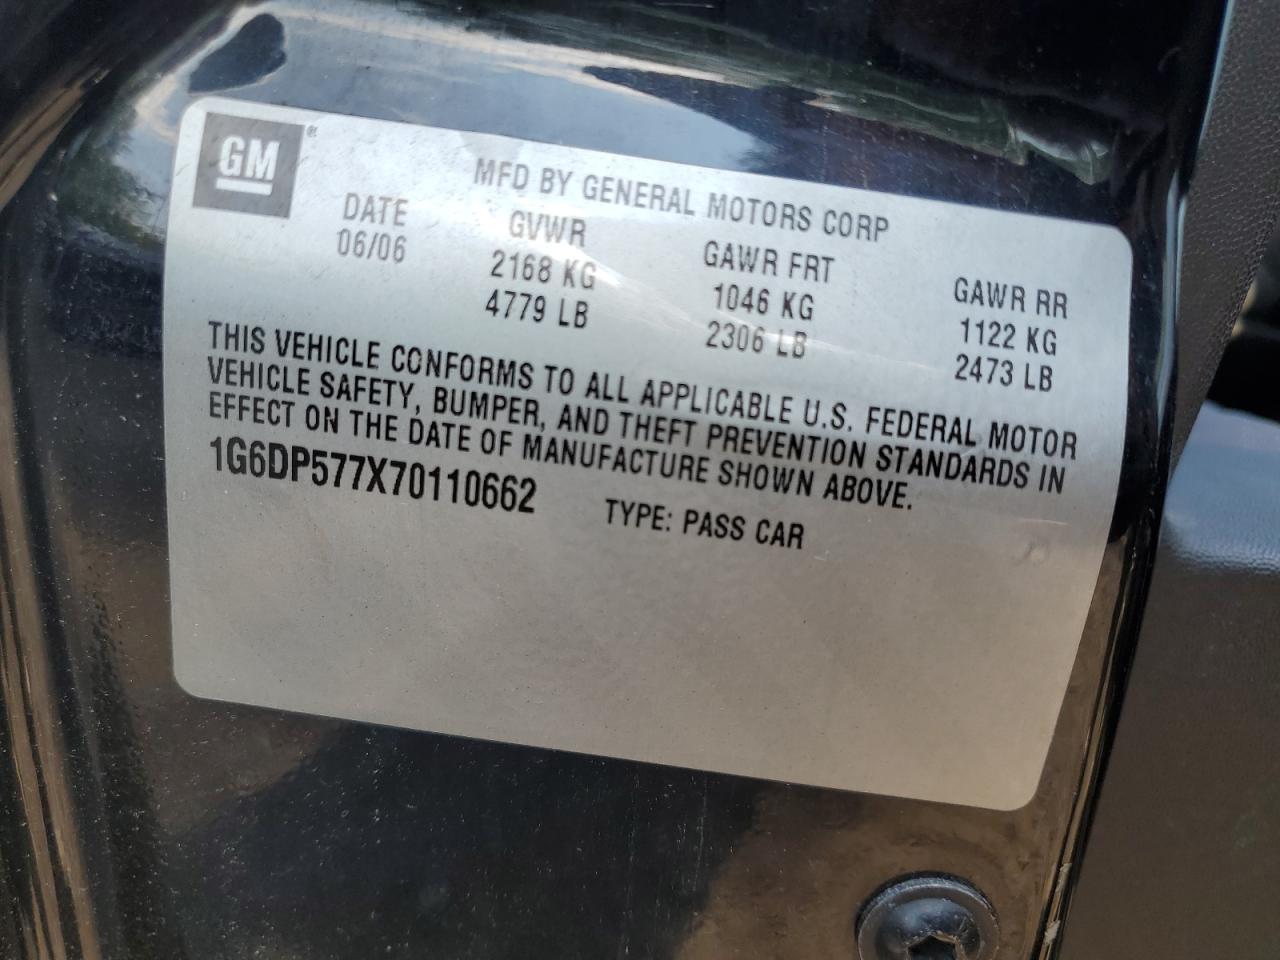 GM®
MFD BY GENERAL MOTORS CORP
DATE GVWR GAWR FRT GAWR RR
06/06 2168 KG 1046 KG 1122 KG
4779 LB 2306 LB 2473 LB
THIS VEHICLE CONFORMS TO ALL APPLICABLE U.S. FEDERAL MOTOR
VEHICLE SAFETY, BUMPER, AND THEFT PREVENTION STANDARDS IN
EFFECT ON THE DATE OF MANUFACTURE SHOWN ABOVE.
1G6DP577X70110662 TYPE: PASS CAR